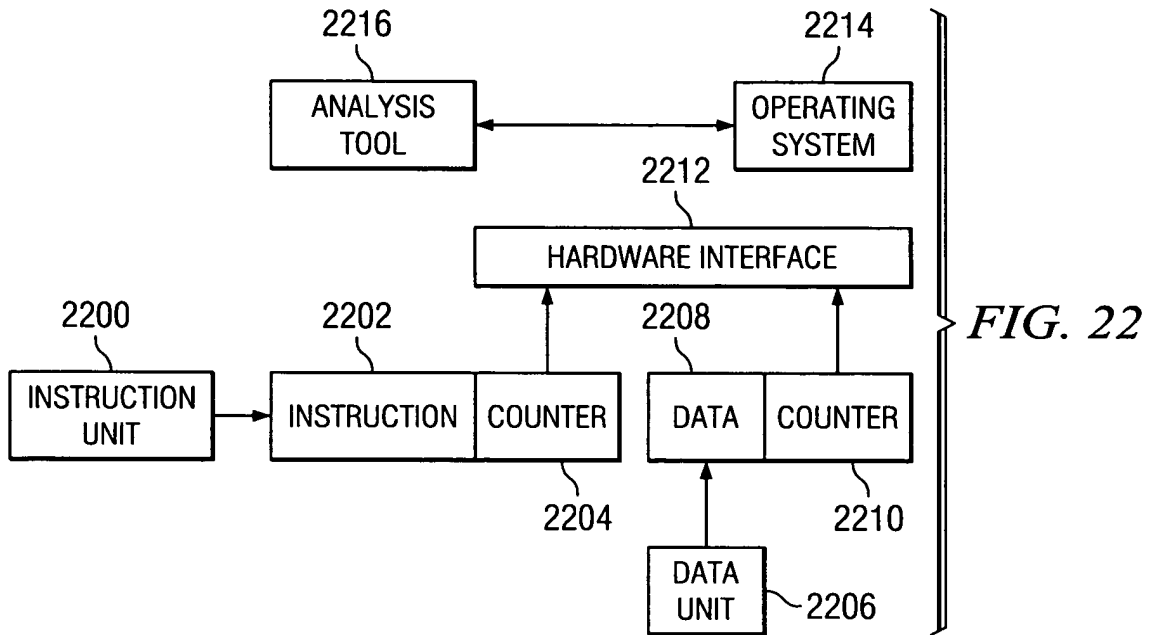 2216
2214
ANALYSIS
TOOL
OPERATING
SYSTEM
2212
HARDWARE INTERFACE
2200
2202
2208
INSTRUCTION
UNIT
INSTRUCTION
COUNTER
DATA
COUNTER
2204
2210
DATA
UNIT
2206
FIG. 22